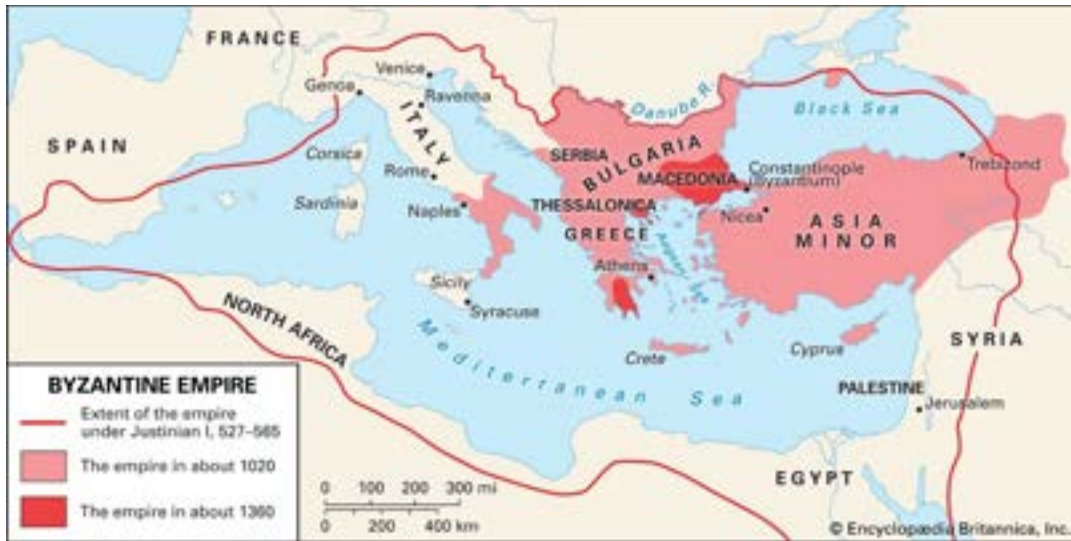 FRANCE
Venice
Genoa
Ravenna
ITALY
SPAIN
Corsica
Rome
Sardinia
Naples
Sicily
Syracuse
NORTH AFRICA
Mediterranean Sea
Danube R.
Black Sea
SERBIA
BULGARIA
MACEDONIA
Constantinople
(Byzantium)
Trebizond
THESSALONICA
Nicea
GREECE
Aegean Sea
ASIA
MINOR
Athens
Crete
Cyprus
SYRIA
PALESTINE
Jerusalem
EGYPT
BYZANTINE EMPIRE
Extent of the empire
under Justinian I, 527–565
The empire in about 1020
The empire in about 1360
0 100 200 300 mi
0 200 400 km
© Encyclopædia Britannica, Inc.